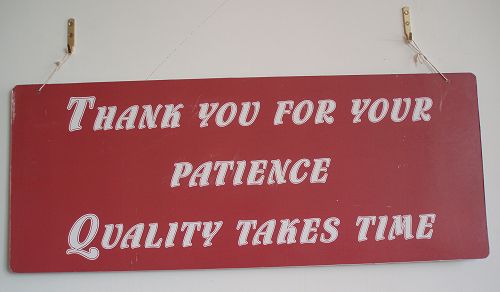 Thank you for your
patience
Quality takes time